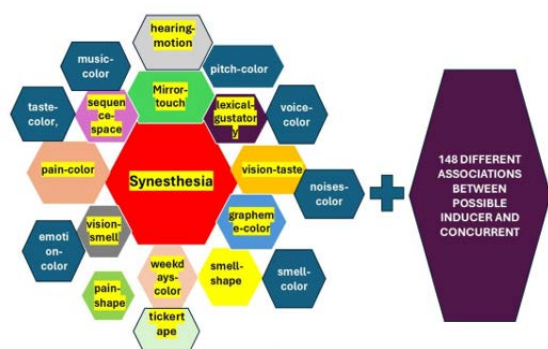 hearing-
motion
music-
color
pitch-color
Mirror-
touch
taste-
color,
sequen
ce-
space
lexical-
gustator
y
voice-
color
pain-color
Synesthesia
vision-taste
noises-
color
emoti
on-
color
vision-
smell
graphem
e-color
pain-
shape
weekd
ays-
color
smell-
shape
smell-
color
tickert
ape
148 DIFFERENT
ASSOCIATIONS
BETWEEN
POSSIBLE
INDUCER AND
CONCURRENT